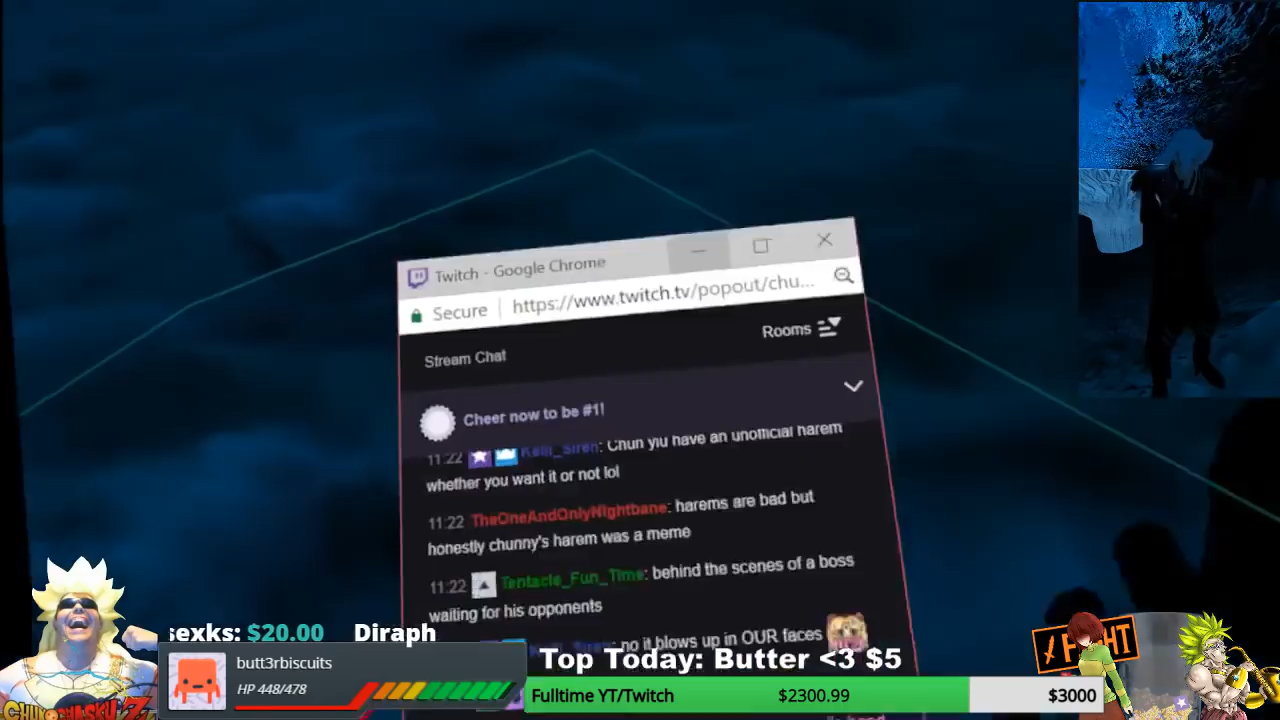 Twitch - Google Chrome
Secure https://www.twitch.tv/popout/chu...
Stream Chat
Rooms
Cheer now to be #1!
11:22 Kelli_Siren: Chun yiu have an unofficial harem
whether you want it or not lol
11:22 TheOneAndOnlyNightbane: harems are bad but
honestly chunny's harem was a meme
11:22 Tentacle_Fun_Time: behind the scenes of a boss
waiting for his opponents
no it blows up in OUR faces
sexks: $20.00 Diraph
butt3rbiscuits
HP 448/478
Top Today: Butter <3 $5
Fulltime YT/Twitch $2300.99 $3000
FIGHT